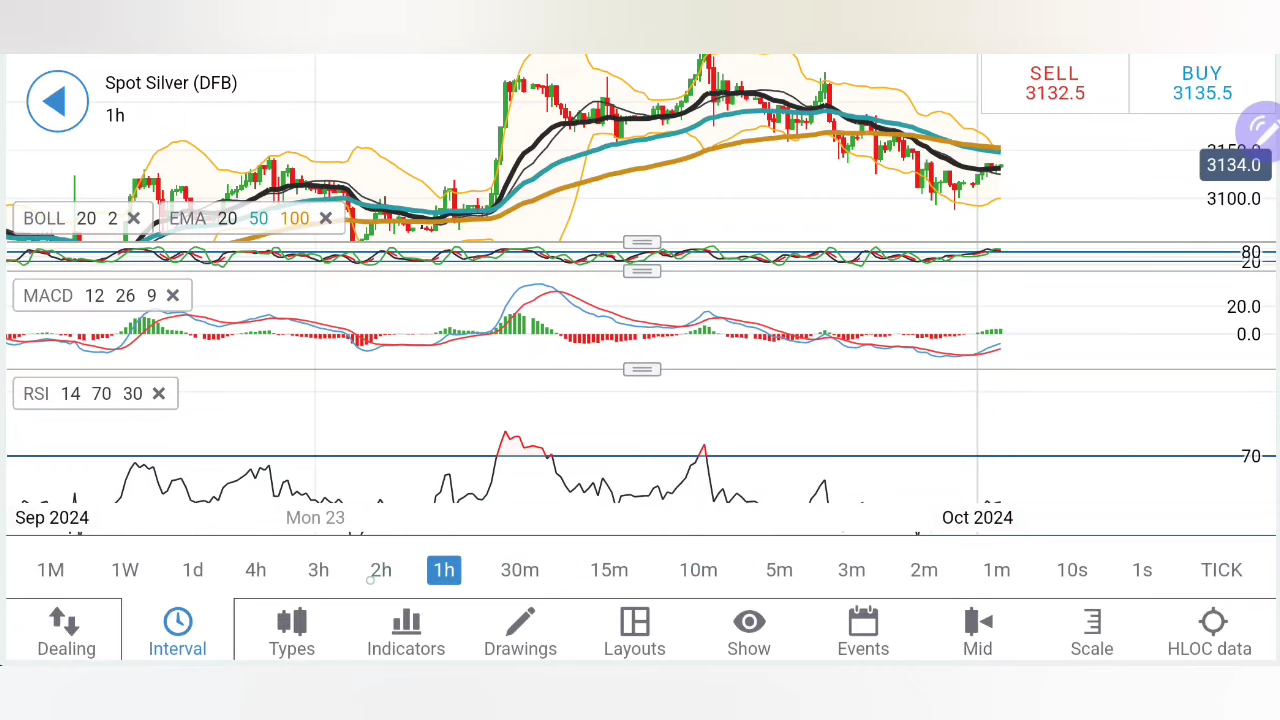 Spot Silver (DFB)
1h
SELL
3132.5
BUY
3135.5
3150.0
3134.0
3100.0
BOLL 20 2
EMA 20 50 100
80
20
MACD 12 26 9
20.0
0.0
RSI 14 70 30
70
Sep 2024 Mon 23 Oct 2024
1M 1W 1d 4h 3h 2h 1h 30m 15m 10m 5m 3m 2m 1m 10s 1s TICK
Dealing Interval Types Indicators Drawings Layouts Show Events Mid Scale HLOC data